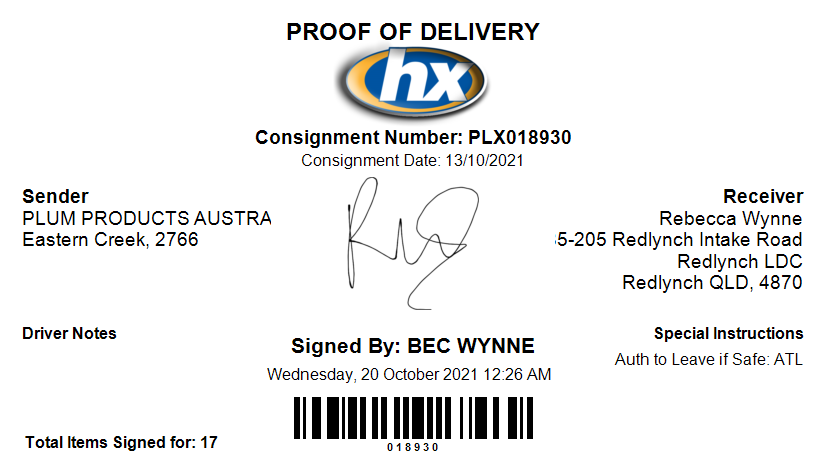 PROOF OF DELIVERY
hx
Consignment Number: PLX018930
Consignment Date: 13/10/2021
Sender
PLUM PRODUCTS AUSTRA
Eastern Creek, 2766
Receiver
Rebecca Wynne
5-205 Redlynch Intake Road
Redlynch LDC
Redlynch QLD, 4870
Driver Notes
Signed By: BEC WYNNE
Wednesday, 20 October 2021 12:26 AM
Special Instructions
Auth to Leave if Safe: ATL
018930
Total Items Signed for: 17